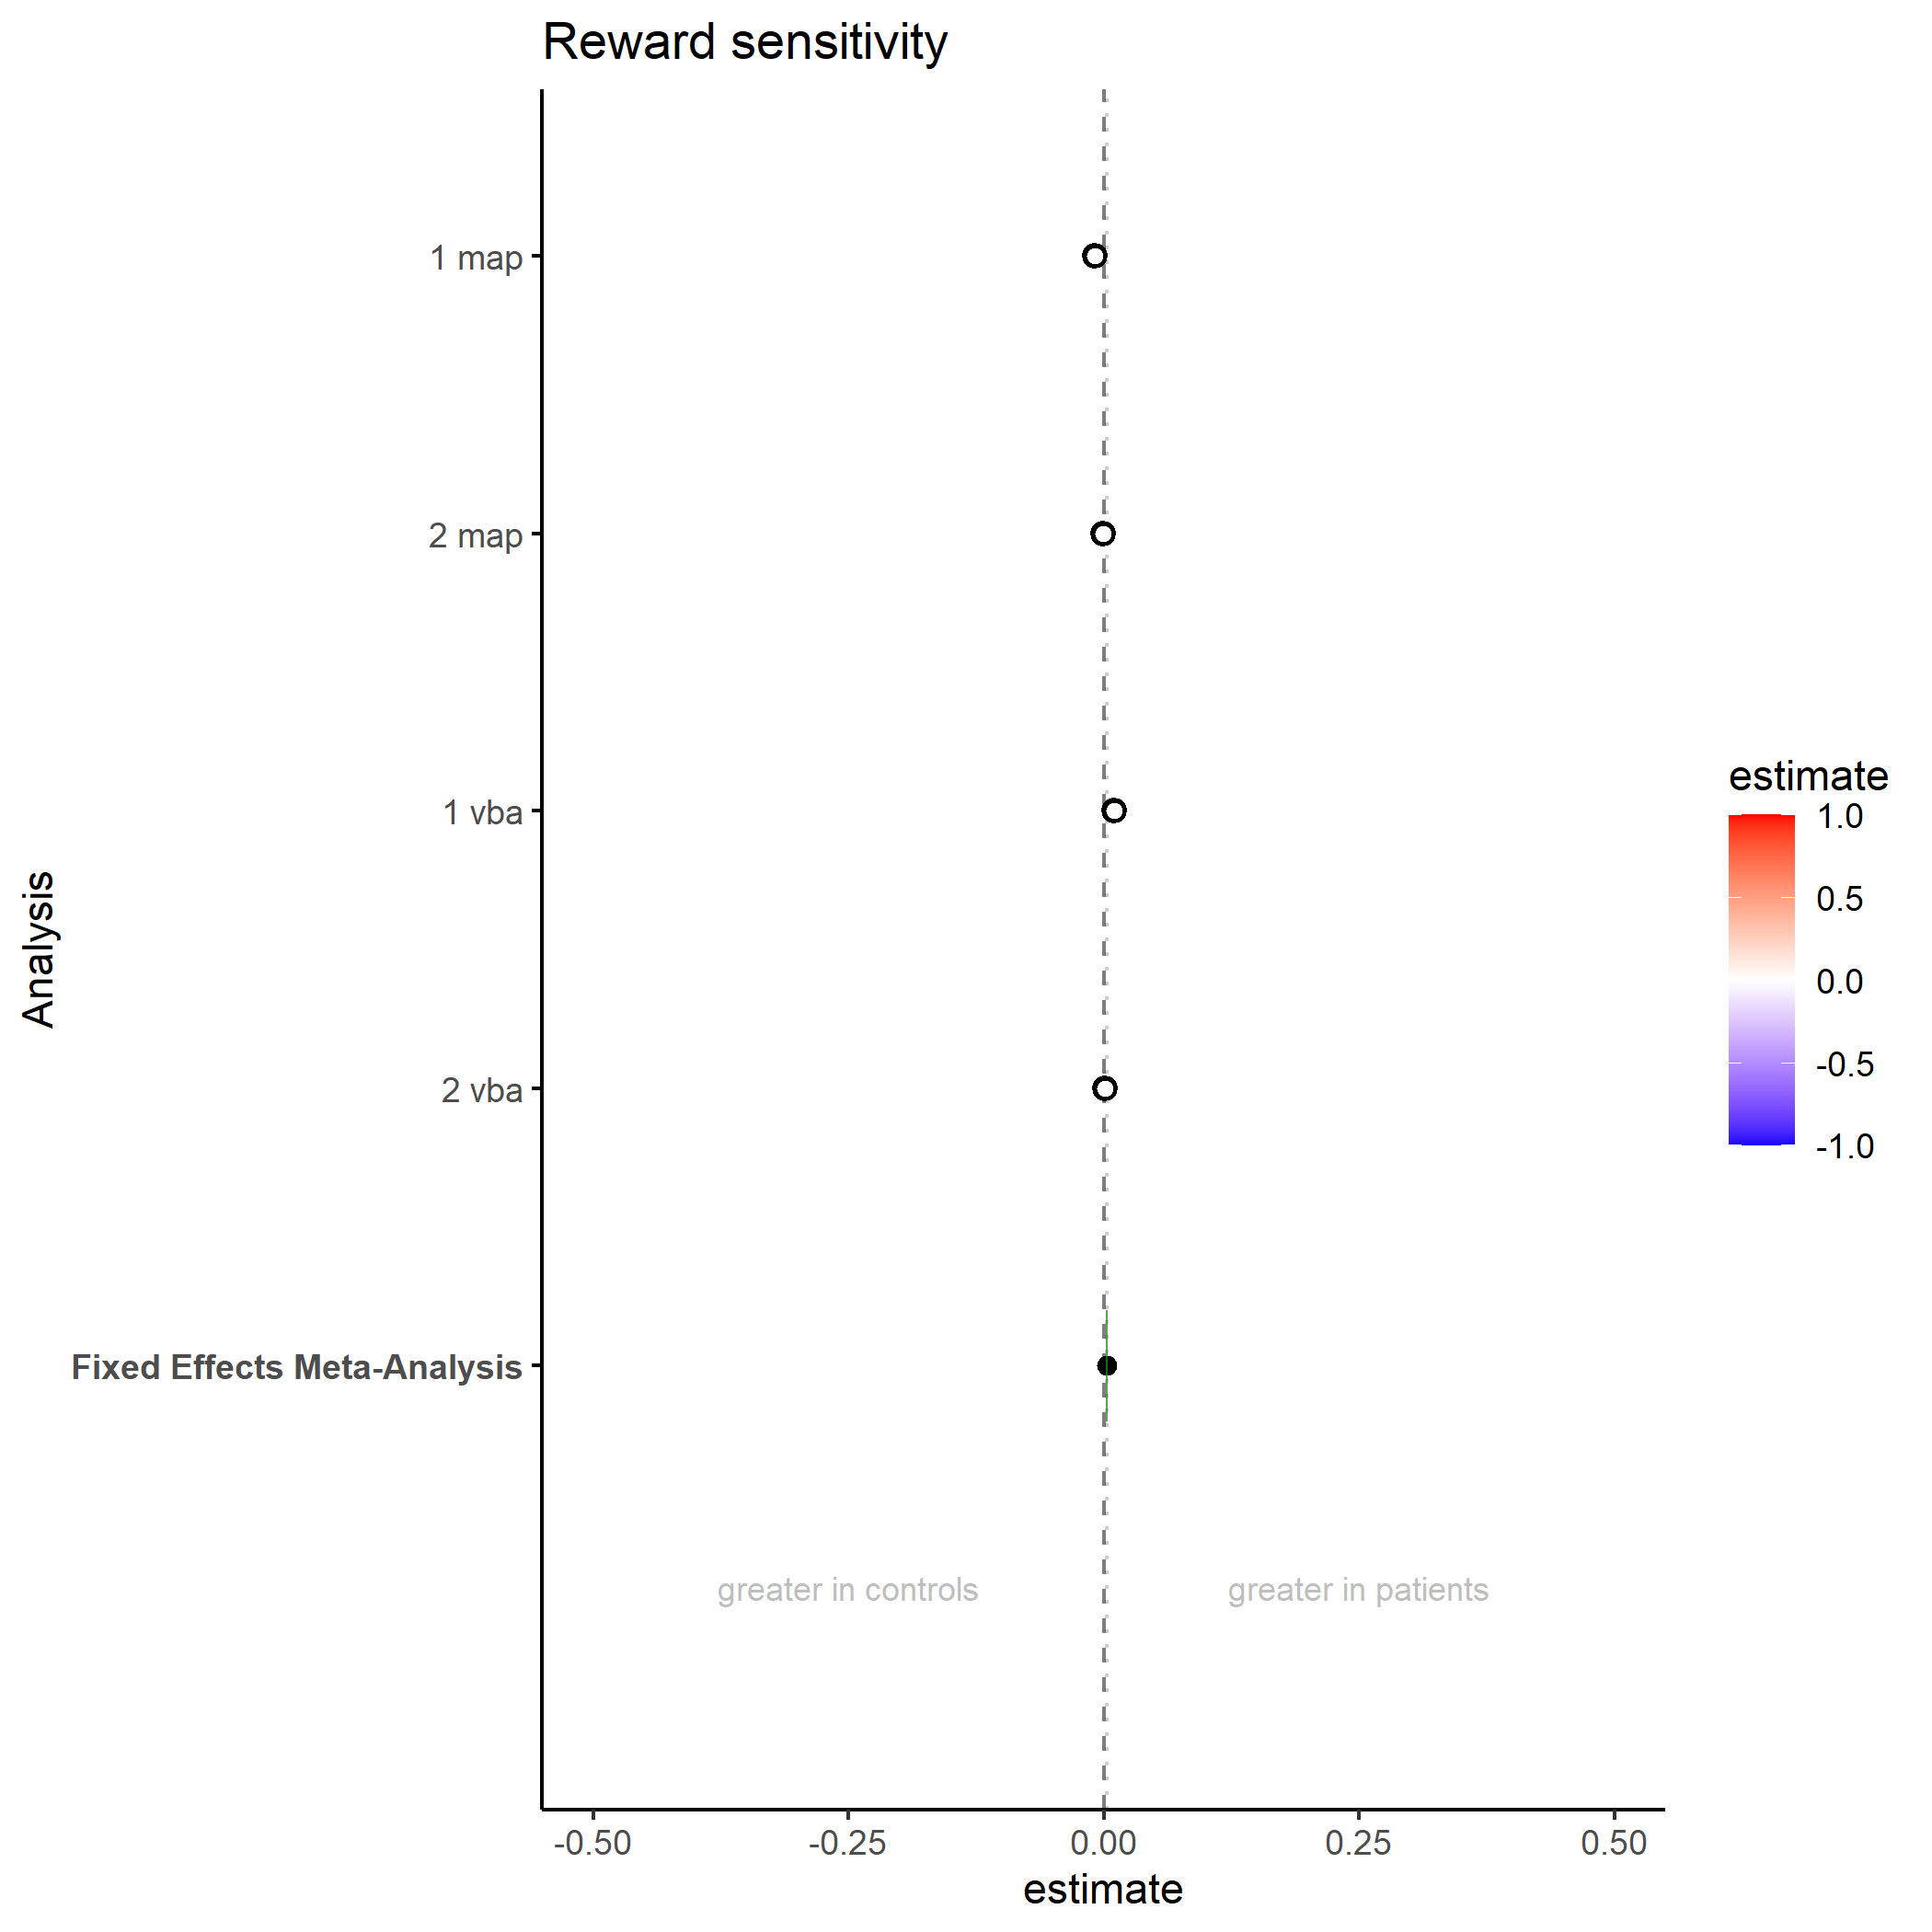 Reward sensitivity
Analysis
1 map
2 map
1 vba
2 vba
Fixed Effects Meta-Analysis
greater in controls
greater in patients
-0.50
-0.25
0.00
0.25
0.50
estimate
estimate
1.0
0.5
0.0
-0.5
-1.0